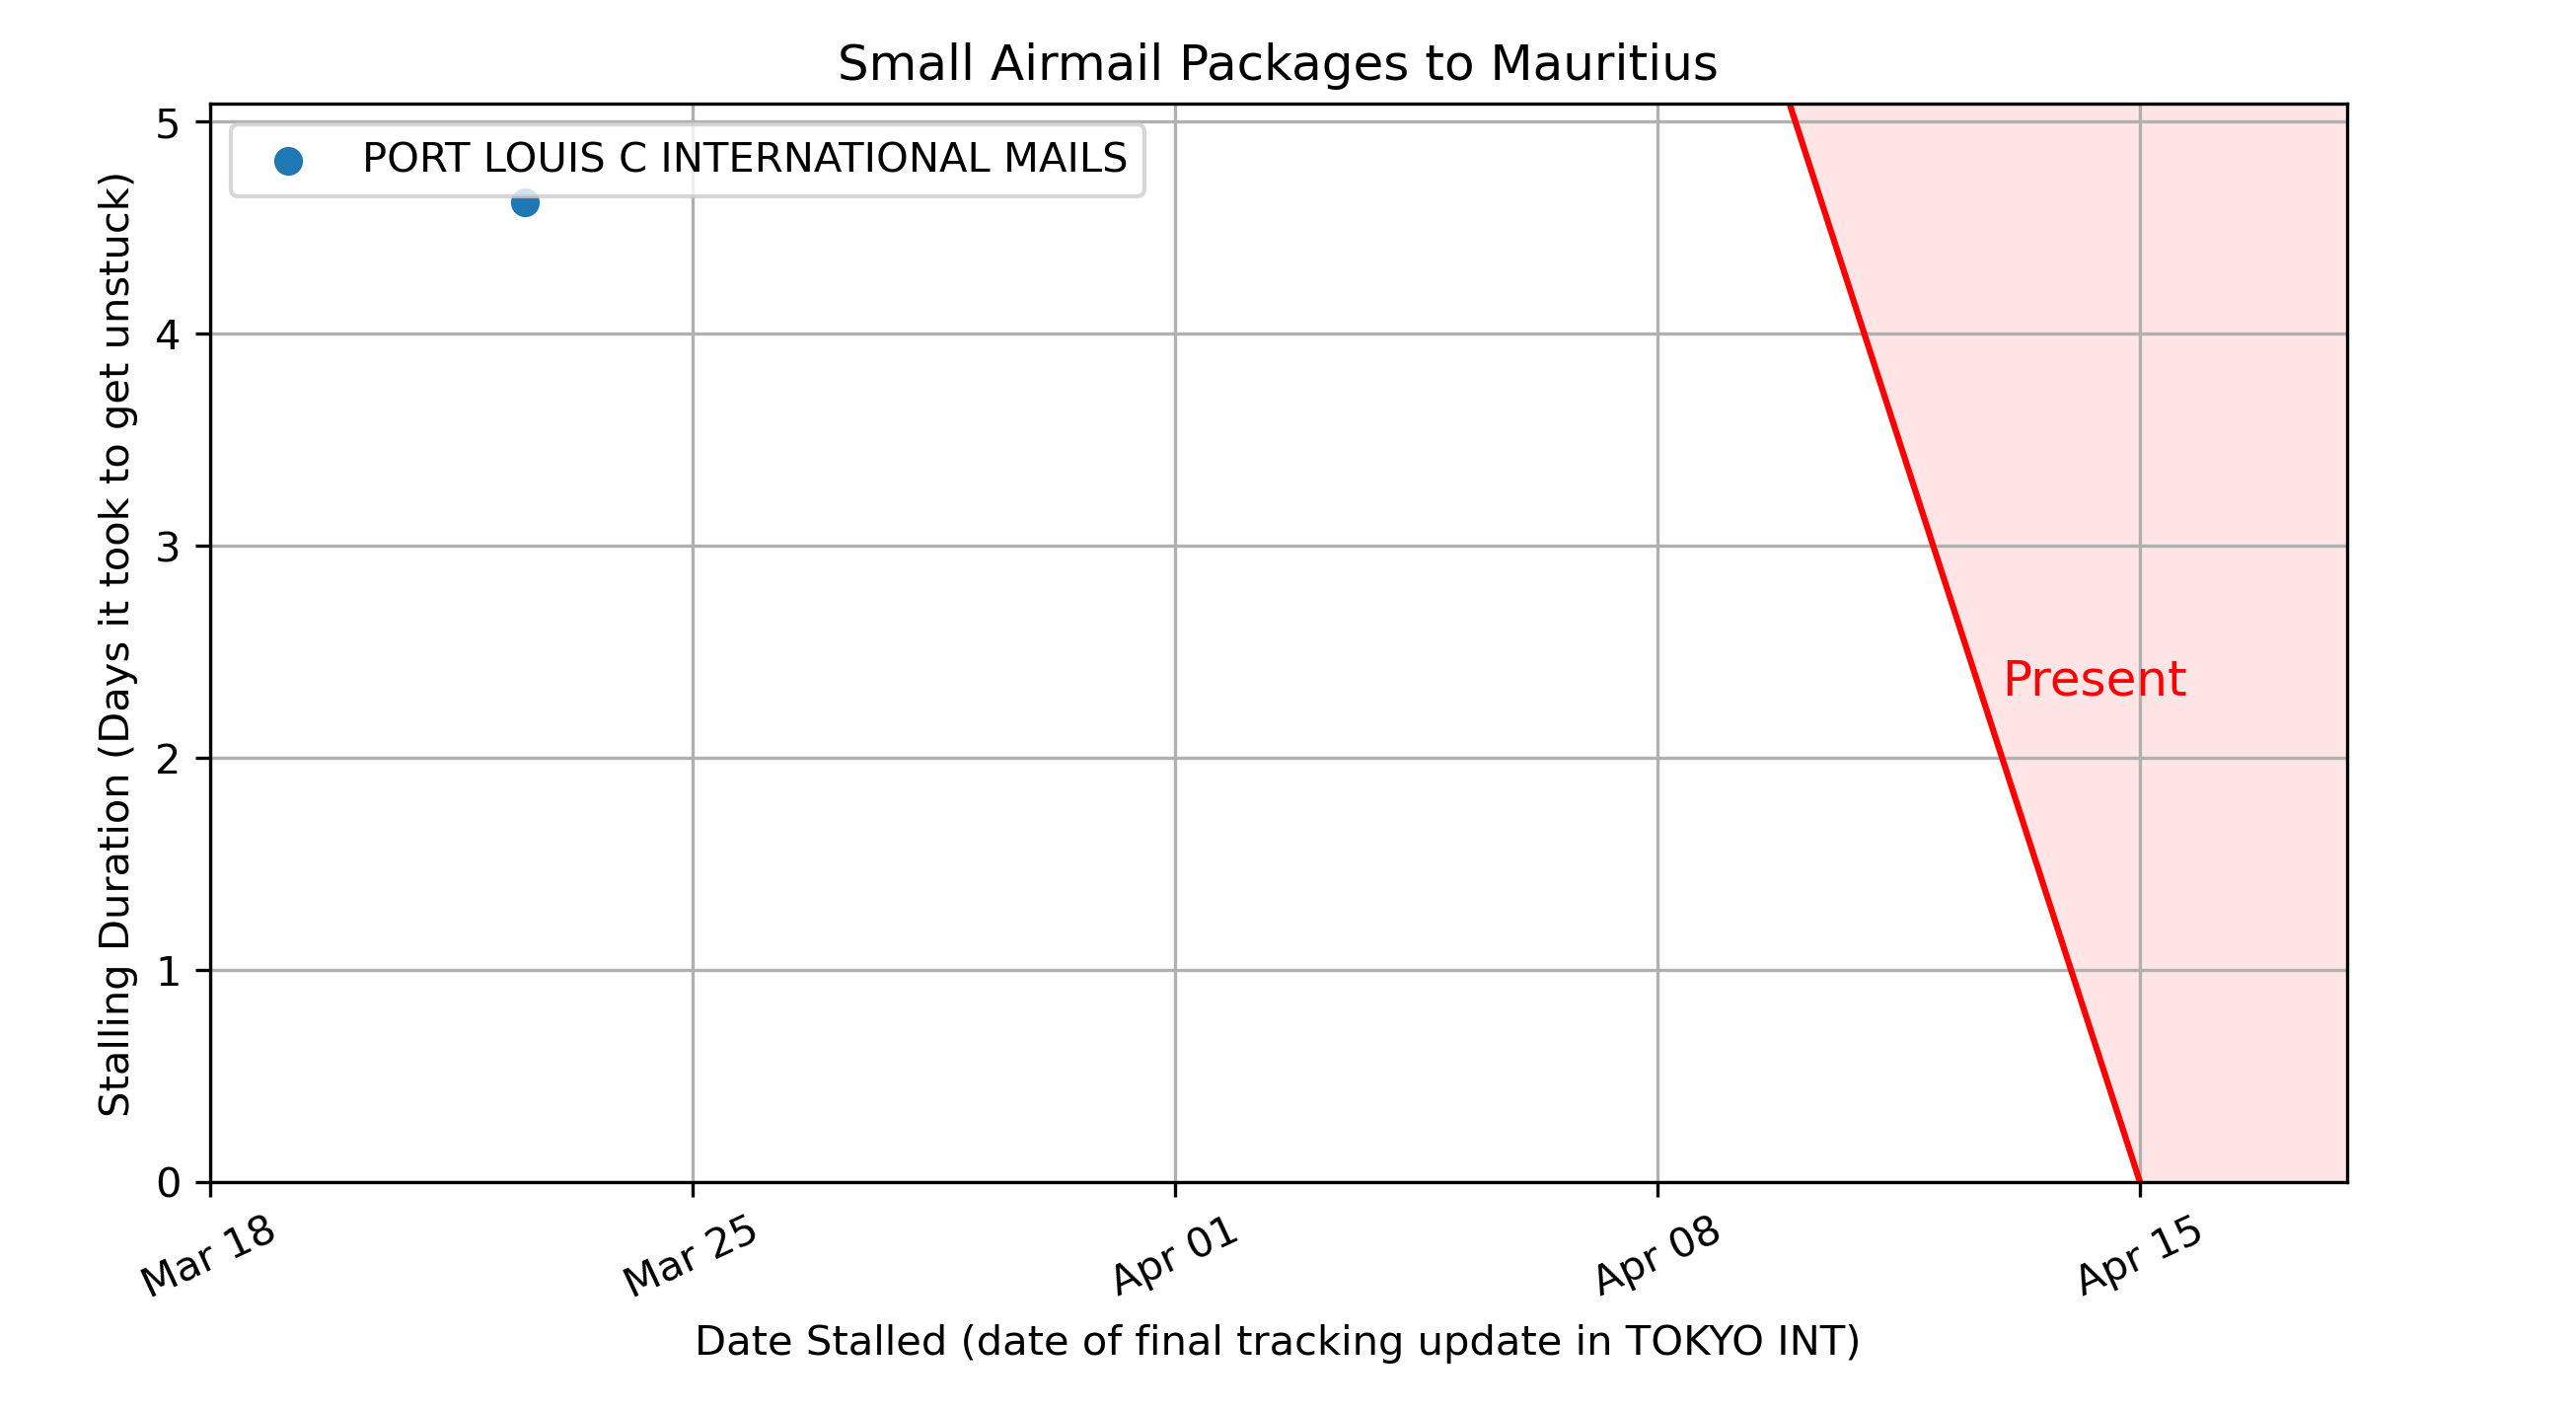 Small Airmail Packages to Mauritius
PORT LOUIS C INTERNATIONAL MAILS
Stalling Duration (Days it took to get unstuck)
5
4
3
2
1
0
Present
Mar 18
Mar 25
Apr 01
Apr 08
Apr 15
Date Stalled (date of final tracking update in TOKYO INT)